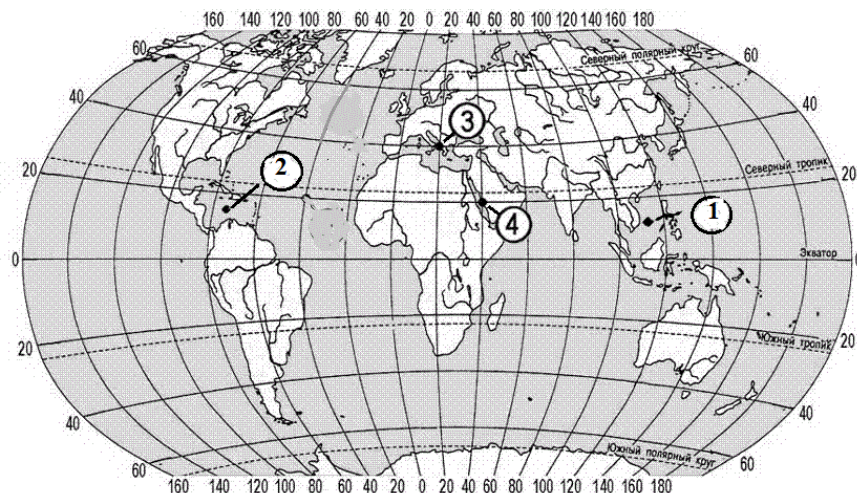 160 140 120 100 80 60 40 20 0 20 40 60 80 100 120 140 160 180
60 Северный полярный круг 60
40 3 40
20 2 Северный тропик 20
4 1
0 Экватор 0
20 Южный тропик 20
40 40
60 Южный полярный круг 60
160 140 120 100 80 60 40 20 0 20 40 60 80 100 120 140 160 180